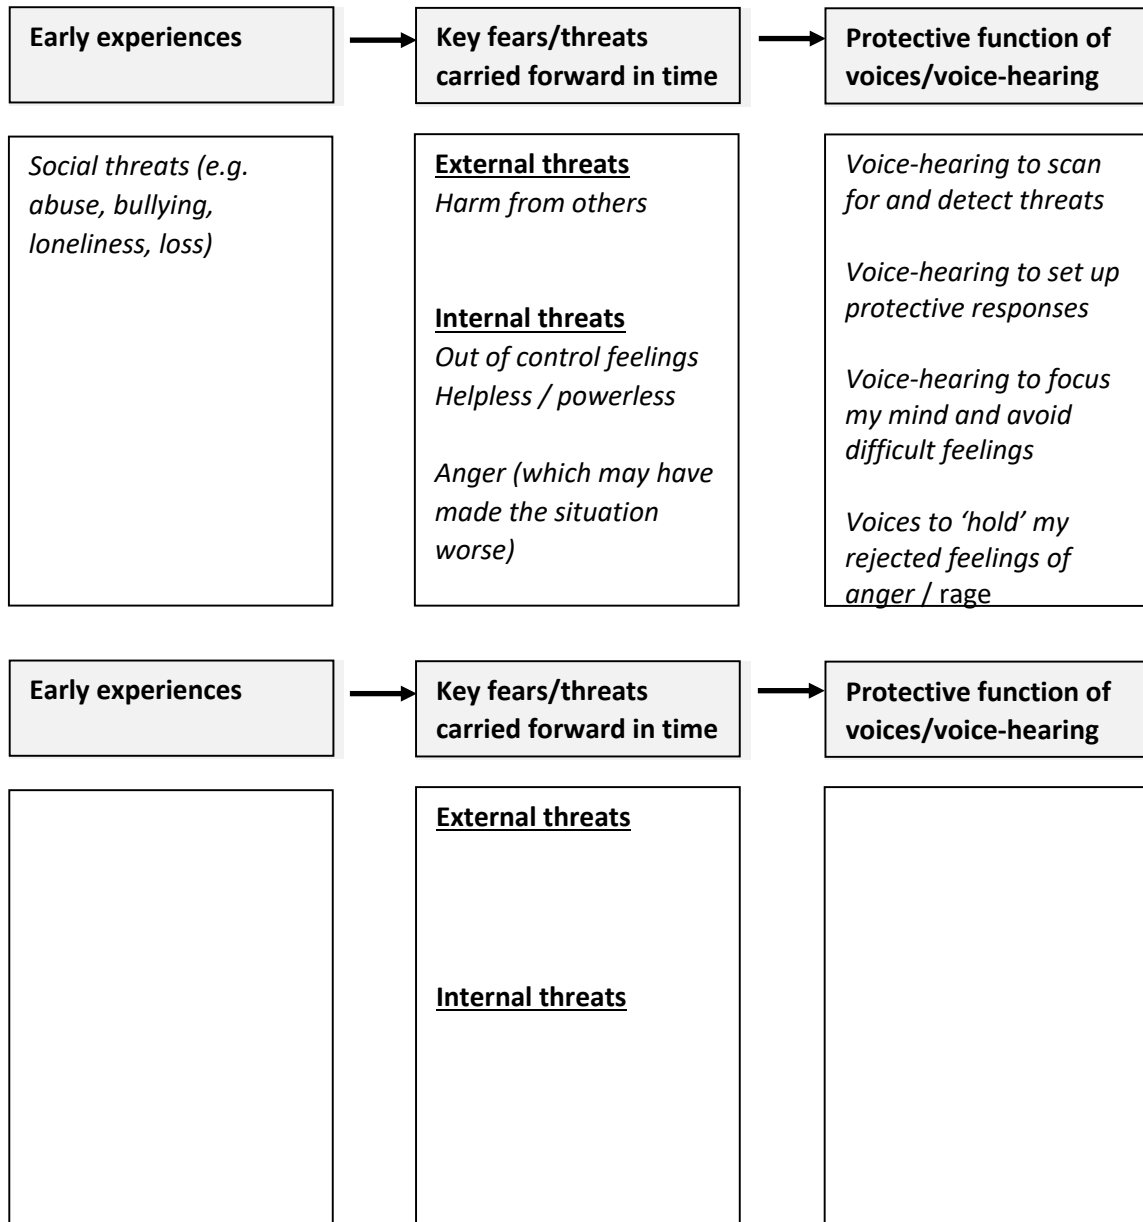 Early experiences
Key fears/threats
carried forward in time
Protective function of
voices/voice-hearing
Social threats (e.g.
abuse, bullying,
loneliness, loss)
External threats
Harm from others
Internal threats
Out of control feelings
Helpless / powerless
Anger (which may have
made the situation
worse)
Voice-hearing to scan
for and detect threats
Voice-hearing to set up
protective responses
Voice-hearing to focus
my mind and avoid
difficult feelings
Voices to ‘hold’ my
rejected feelings of
anger / rage
Early experiences
Key fears/threats
carried forward in time
Protective function of
voices/voice-hearing
External threats
Internal threats